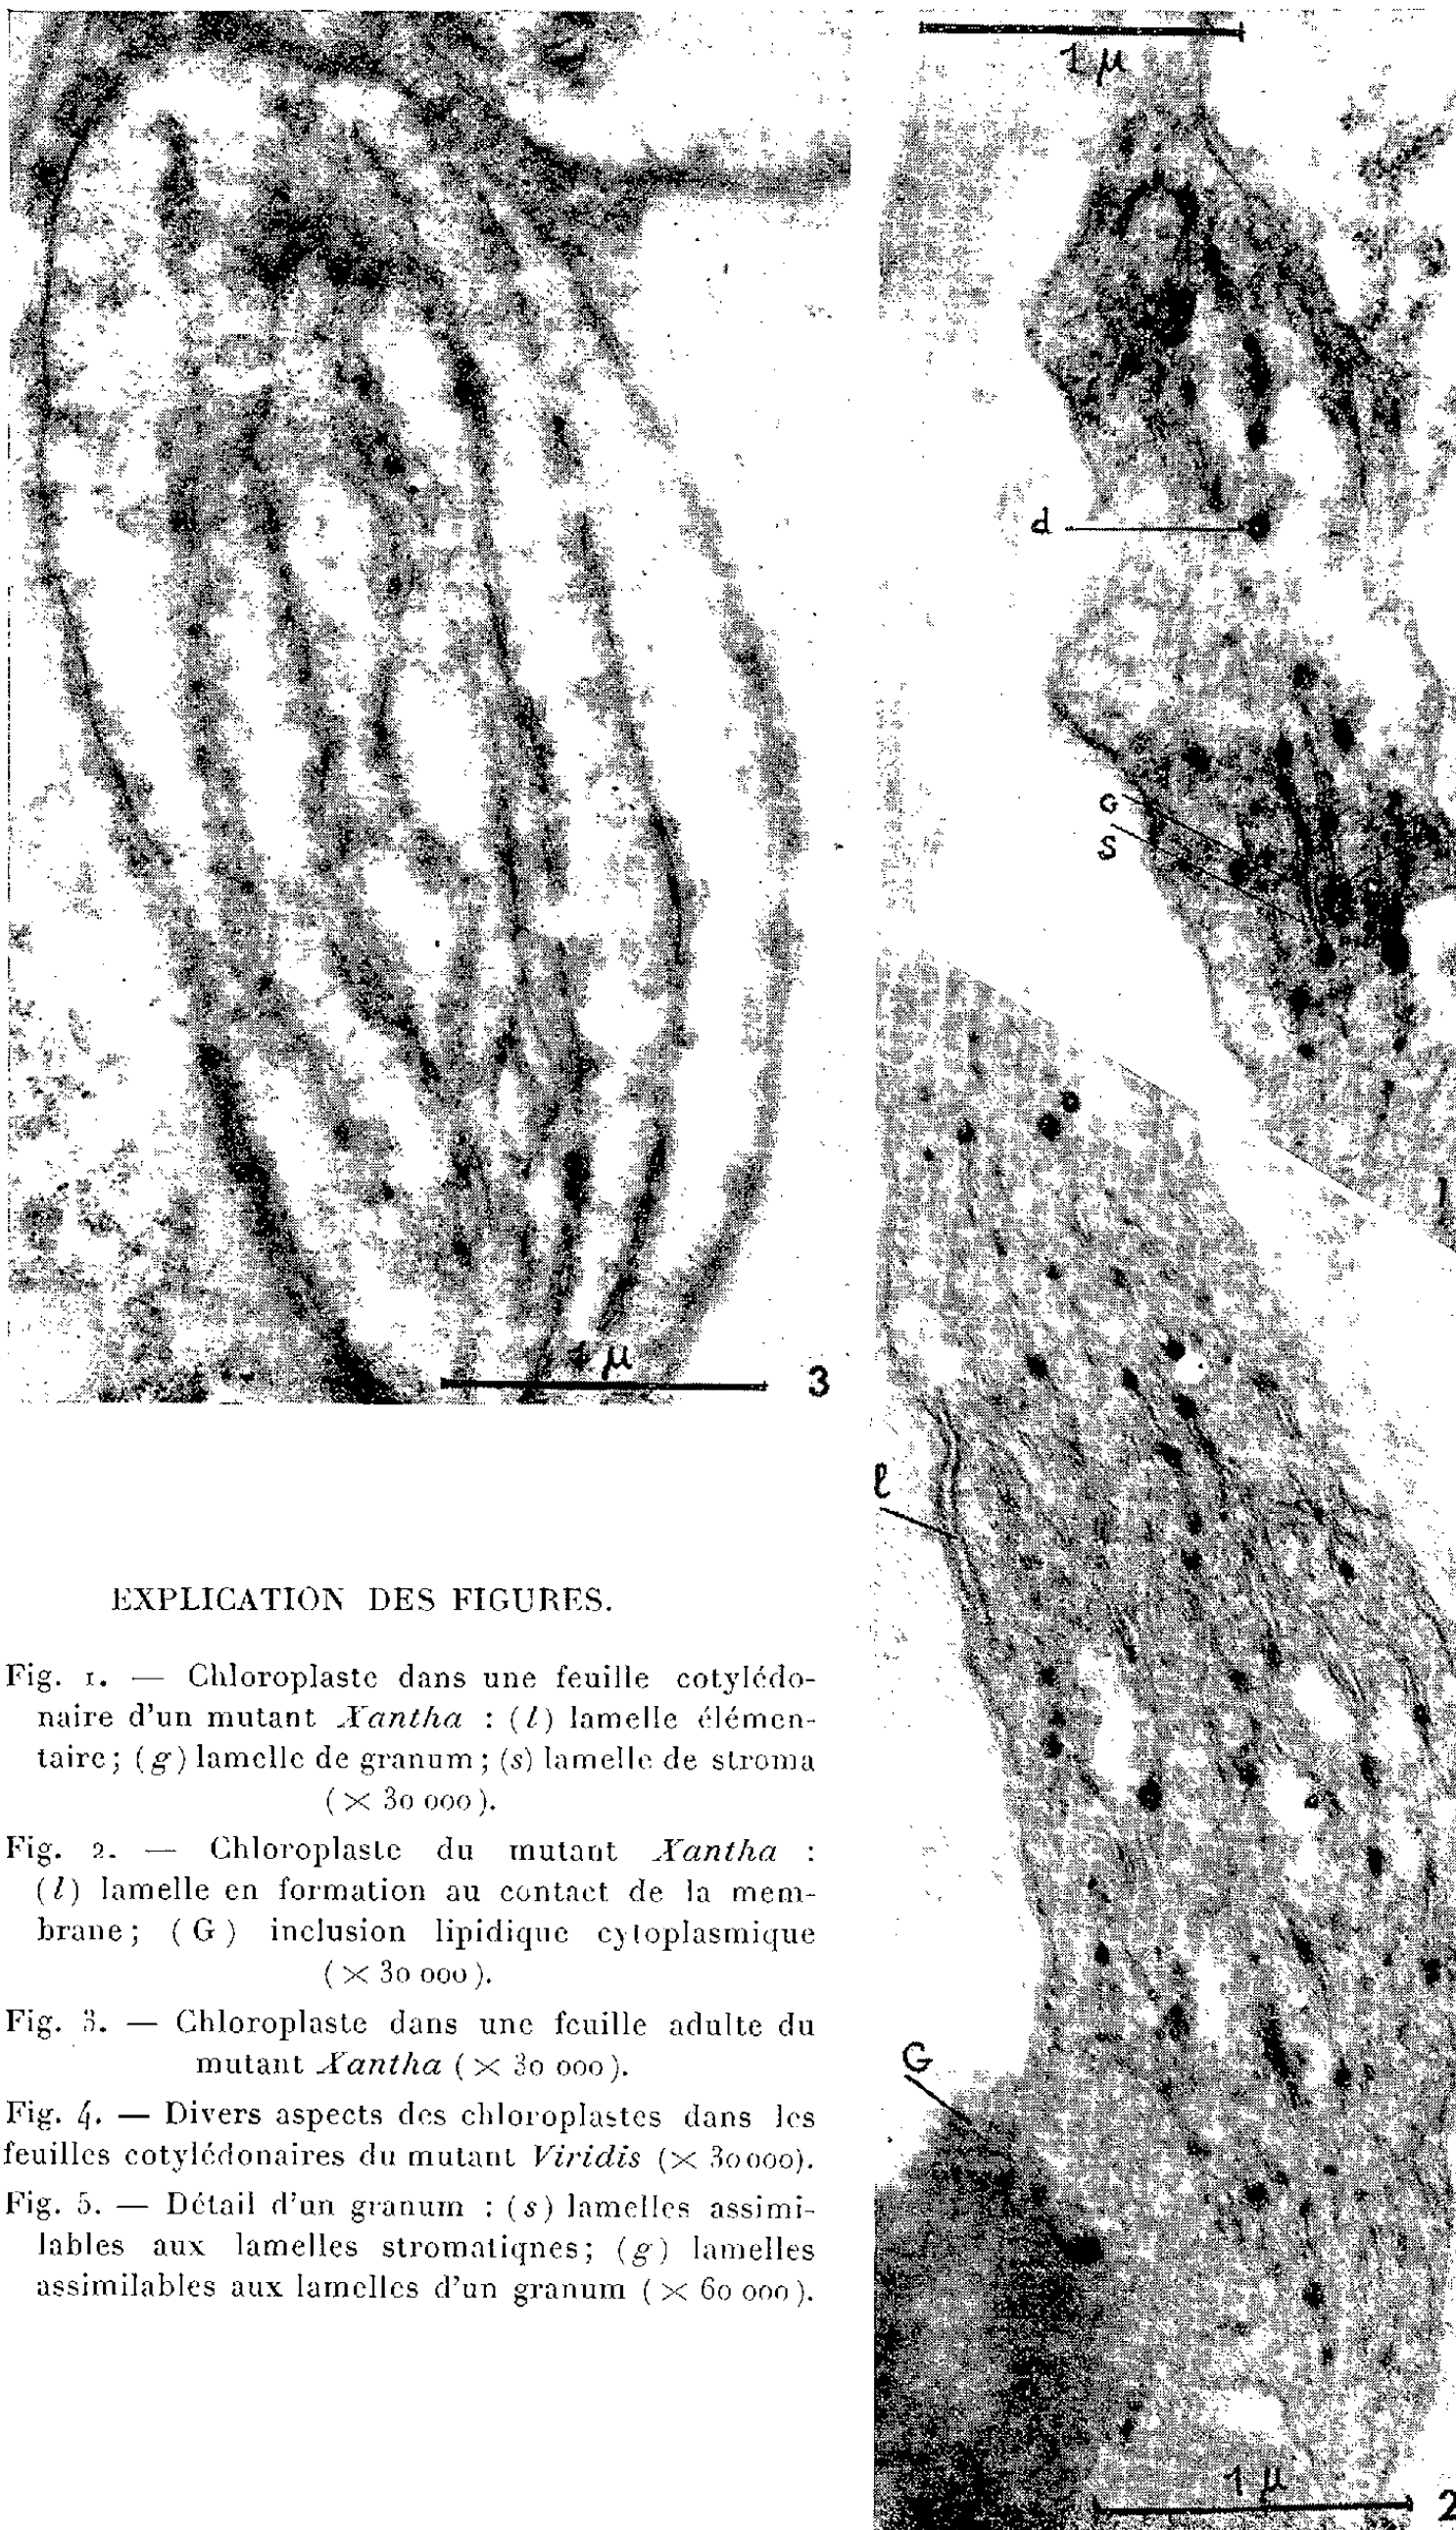 1 μ
d
G
S
1
1 μ
3
l
G
1 μ
2
EXPLICATION DES FIGURES.
Fig. 1. — Chloroplaste dans une feuille cotylédo-
naire d'un mutant Xantha : (l) lamelle élémen-
taire; (g) lamelle de granum; (s) lamelle de stroma
(× 30 000).
Fig. 2. — Chloroplaste du mutant Xantha :
(l) lamelle en formation au contact de la mem-
brane; (G) inclusion lipidique cytoplasmique
(× 30 000).
Fig. 3. — Chloroplaste dans une feuille adulte du
mutant Xantha (× 30 000).
Fig. 4. — Divers aspects des chloroplastes dans les
feuilles cotylédonaires du mutant Viridis (× 30 000).
Fig. 5. — Détail d'un granum : (s) lamelles assimi-
lables aux lamelles stromatiques; (g) lamelles
assimilables aux lamelles d'un granum (× 60 000).